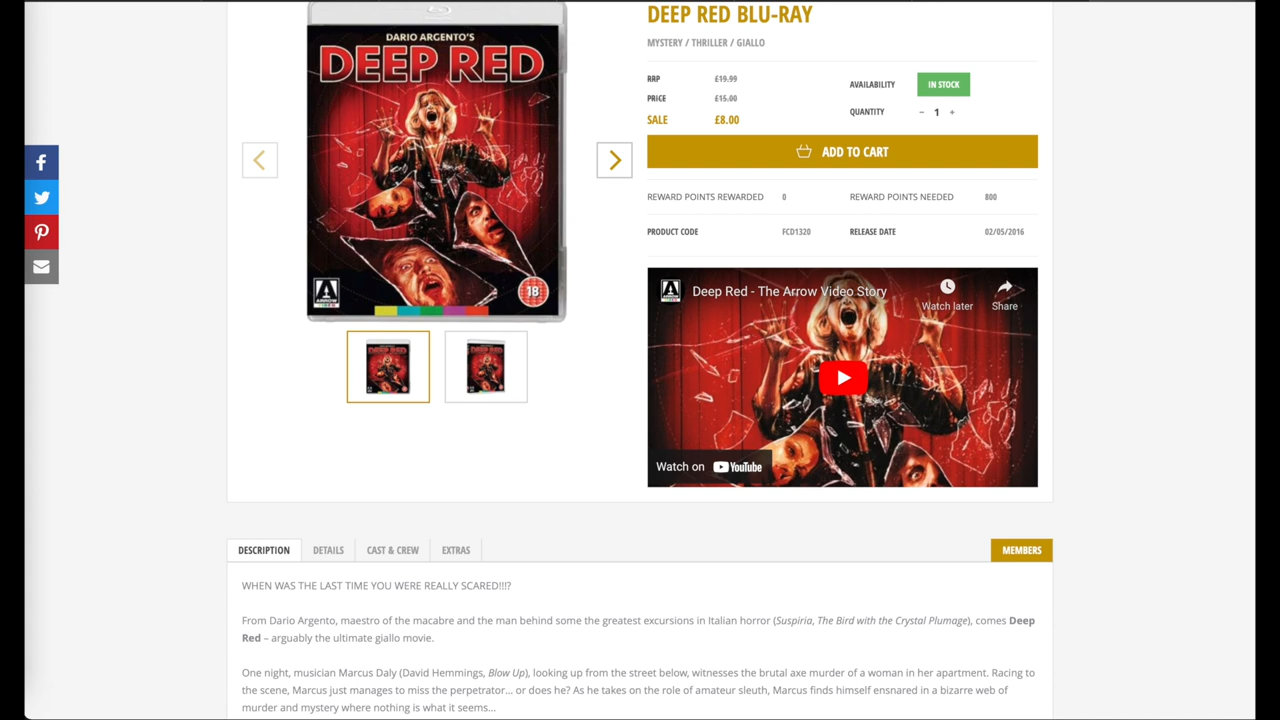 DEEP RED BLU-RAY
MYSTERY / THRILLER / GIALLO
DARIO ARGENTO'S
DEEP RED
ARROW
18
RRP £19.99
PRICE £15.00
SALE £8.00
AVAILABILITY IN STOCK
QUANTITY – 1 +
ADD TO CART
REWARD POINTS REWARDED 0 REWARD POINTS NEEDED 800
PRODUCT CODE FCD1320 RELEASE DATE 02/05/2016
DEEP RED
DEEP RED
Deep Red - The Arrow Video Story
Watch later
Share
Watch on YouTube
DESCRIPTION DETAILS CAST & CREW EXTRAS MEMBERS
WHEN WAS THE LAST TIME YOU WERE REALLY SCARED!!!?
From Dario Argento, maestro of the macabre and the man behind some the greatest excursions in Italian horror (Suspiria, The Bird with the Crystal Plumage), comes Deep
Red – arguably the ultimate giallo movie.
One night, musician Marcus Daly (David Hemmings, Blow Up), looking up from the street below, witnesses the brutal axe murder of a woman in her apartment. Racing to
the scene, Marcus just manages to miss the perpetrator... or does he? As he takes on the role of amateur sleuth, Marcus finds himself ensnared in a bizarre web of
murder and mystery where nothing is what it seems...